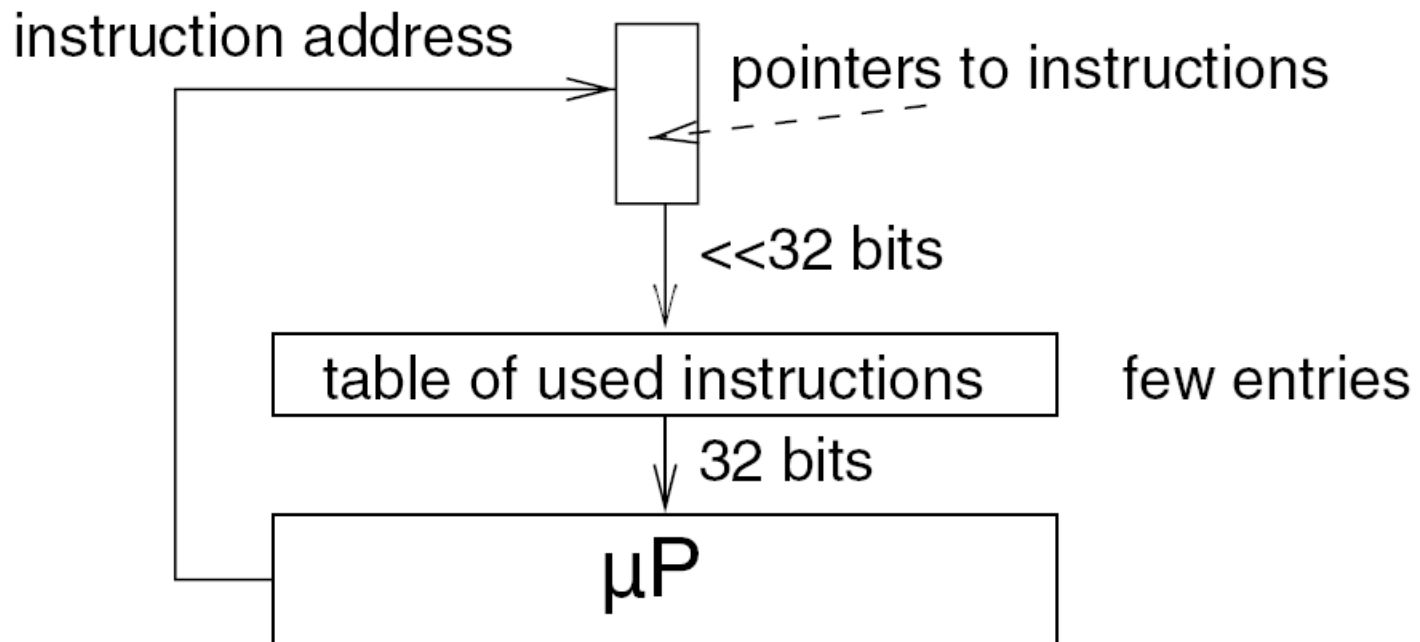 instruction address
pointers to instructions
<<32 bits
table of used instructions
few entries
32 bits
µP